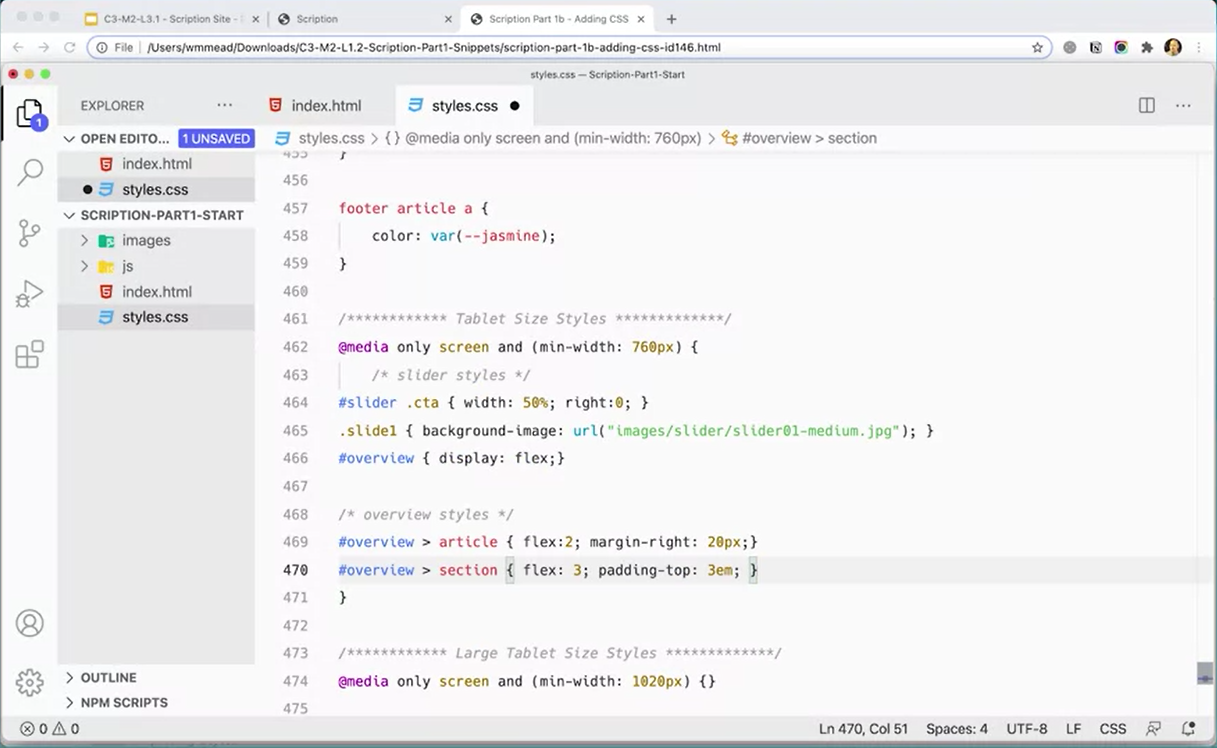 C3-M2-L3.1 - Scription Site -
Scription
Scription Part 1b - Adding CSS
File
/Users/wmmead/Downloads/C3-M2-L1.2-Scription-Part1-Snippets/scription-part-1b-adding-css-id146.html
styles.css — Scription-Part1-Start
EXPLORER
index.html
styles.css
OPEN EDITO... 1 UNSAVED
styles.css > { } @media only screen and (min-width: 760px) > #overview > section
1
index.html
styles.css
SCRIPTION-PART1-START
images
js
index.html
styles.css
OUTLINE
NPM SCRIPTS
455 }
456
457 footer article a {
458 color: var(--jasmine);
459 }
460
461 /************ Tablet Size Styles *************/
462 @media only screen and (min-width: 760px) {
463 /* slider styles */
464 #slider .cta { width: 50%; right:0; }
465 .slide1 { background-image: url("images/slider/slider01-medium.jpg"); }
466 #overview { display: flex;}
467
468 /* overview styles */
469 #overview > article { flex:2; margin-right: 20px;}
470 #overview > section { flex: 3; padding-top: 3em; }
471 }
472
473 /************ Large Tablet Size Styles *************/
474 @media only screen and (min-width: 1020px) {}
475
0 0
Ln 470, Col 51 Spaces: 4 UTF-8 LF CSS